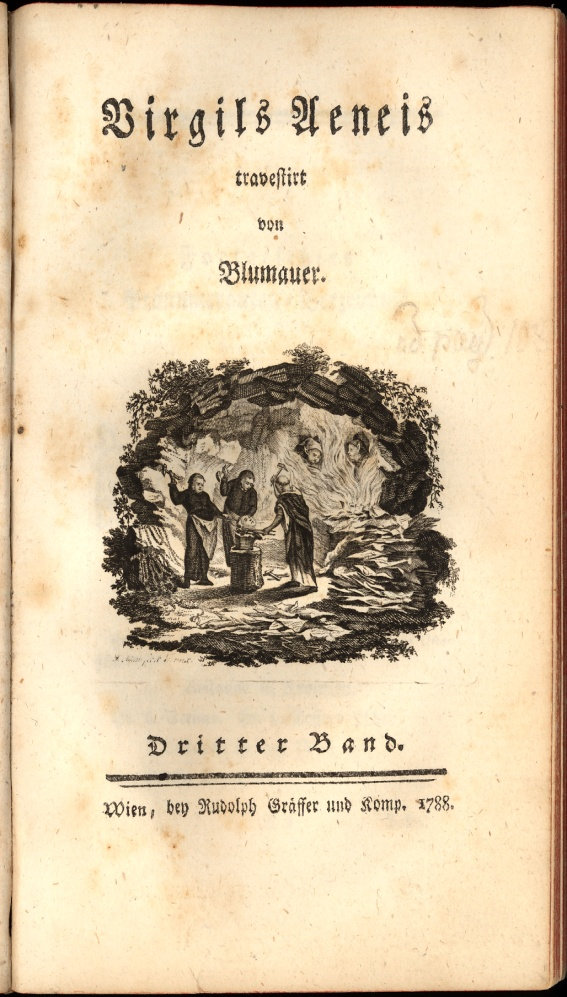 Virgils Aeneis
travestirt
von
Blumauer.
Dritter Band.
Wien, bey Rudolph Gräffer und Komp. 1788.